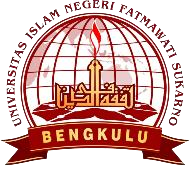 UNIVERSITAS ISLAM NEGERI FATMAWATI SUKARNO
BENGKULU